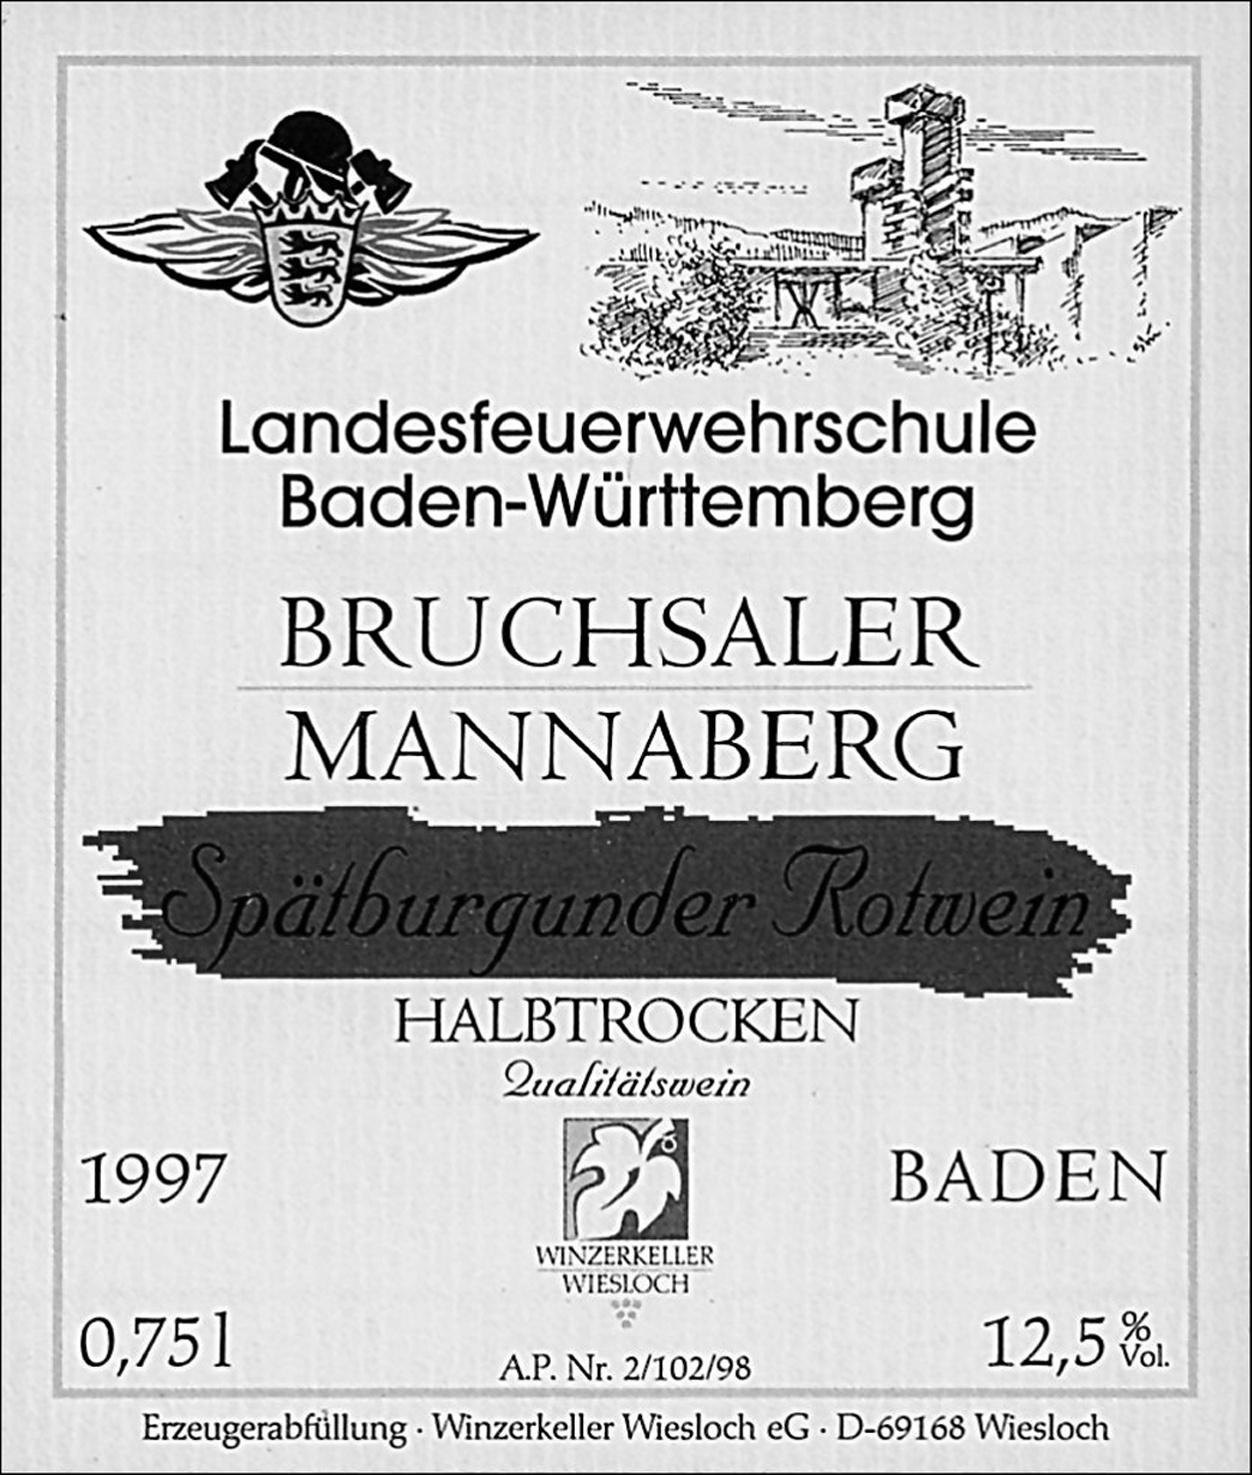 Landesfeuerwehrschule
Baden-Württemberg
BRUCHSALER
MANNABERG
Spätburgunder Rotwein
HALBTROCKEN
Qualitätswein
1997
BADEN
WINZERKELLER
WIESLOCH
0,75 l
12,5 % Vol.
A.P. Nr. 2/102/98
Erzeugerabfüllung · Winzerkeller Wiesloch eG · D-69168 Wiesloch